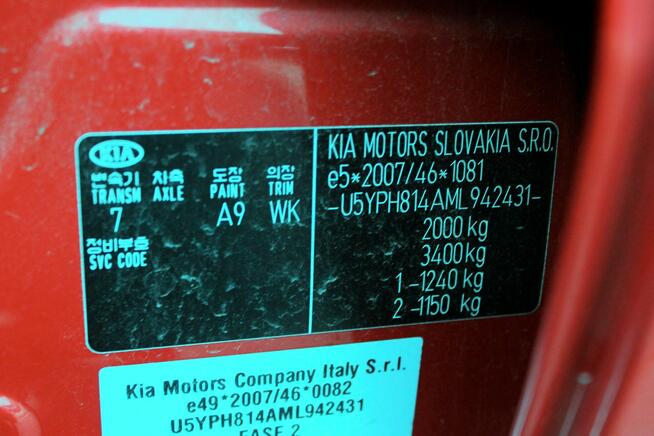 KIA
변속기 차축 도장 의장
TRANSM AXLE PAINT TRIM
7 A9 WK
정비부호
SVC CODE
KIA MOTORS SLOVAKIA S.R.O.
e5*2007/46*1081
-U5YPH814AML942431-
2000 kg
3400 kg
1-1240 kg
2-1150 kg
Kia Motors Company Italy S.r.l.
e49*2007/46*0082
U5YPH814AML942431
FASE 2